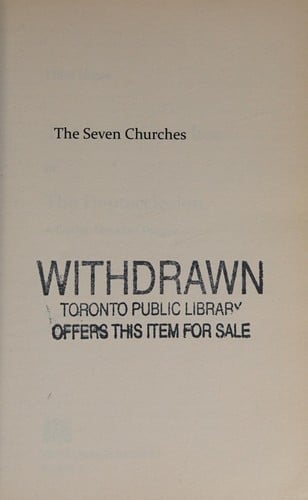 The Seven Churches
WITHDRAWN
TORONTO PUBLIC LIBRARY
OFFERS THIS ITEM FOR SALE